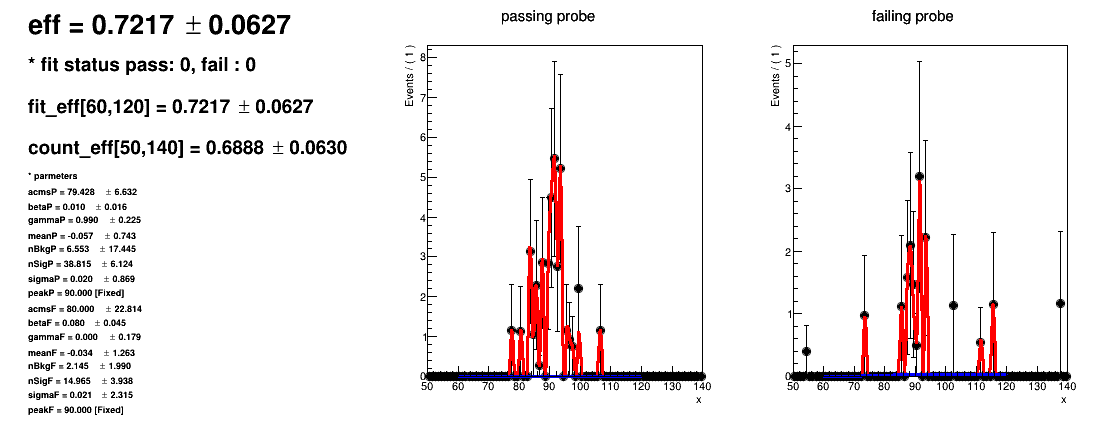 eff = 0.7217 ± 0.0627
* fit status pass: 0, fail : 0
fit_eff[60,120] = 0.7217 ± 0.0627
count_eff[50,140] = 0.6888 ± 0.0630
* parmeters
acmsP = 79.428 ± 6.632
betaP = 0.010 ± 0.016
gammaP = 0.990 ± 0.225
meanP = -0.057 ± 0.743
nBkgP = 6.553 ± 17.445
nSigP = 38.815 ± 6.124
sigmaP = 0.020 ± 0.869
peakP = 90.000 [Fixed]
acmsF = 80.000 ± 22.814
betaF = 0.080 ± 0.045
gammaF = 0.000 ± 0.179
meanF = -0.034 ± 1.263
nBkgF = 2.145 ± 1.990
nSigF = 14.965 ± 3.938
sigmaF = 0.021 ± 2.315
peakF = 90.000 [Fixed]
passing probe
Events / ( 1 )
8
7
6
5
4
3
2
1
0
50 60 70 80 90 100 110 120 130 140
x
failing probe
Events / ( 1 )
5
4
3
2
1
0
50 60 70 80 90 100 110 120 130 140
x